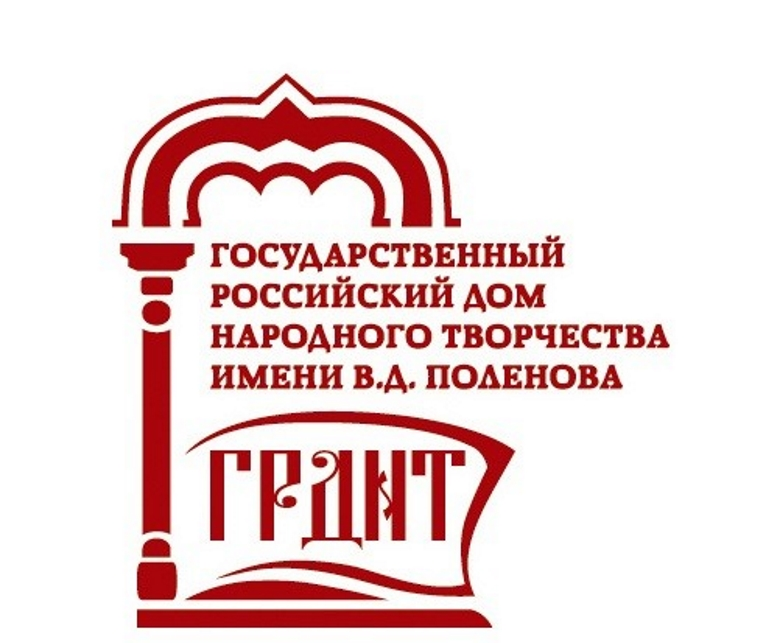 ГОСУДАРСТВЕННЫЙ
РОССИЙСКИЙ ДОМ
НАРОДНОГО ТВОРЧЕСТВА
ИМЕНИ В.Д. ПОЛЕНОВА
ГРДНТ